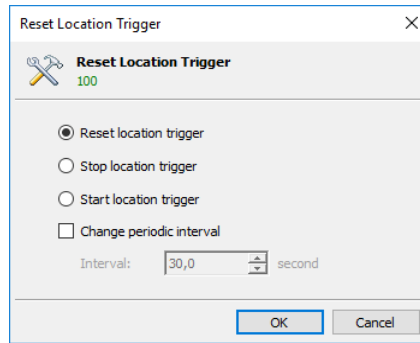 Reset Location Trigger
Reset Location Trigger
100
Reset location trigger
Stop location trigger
Start location trigger
Change periodic interval
Interval: 30,0 second
OK Cancel